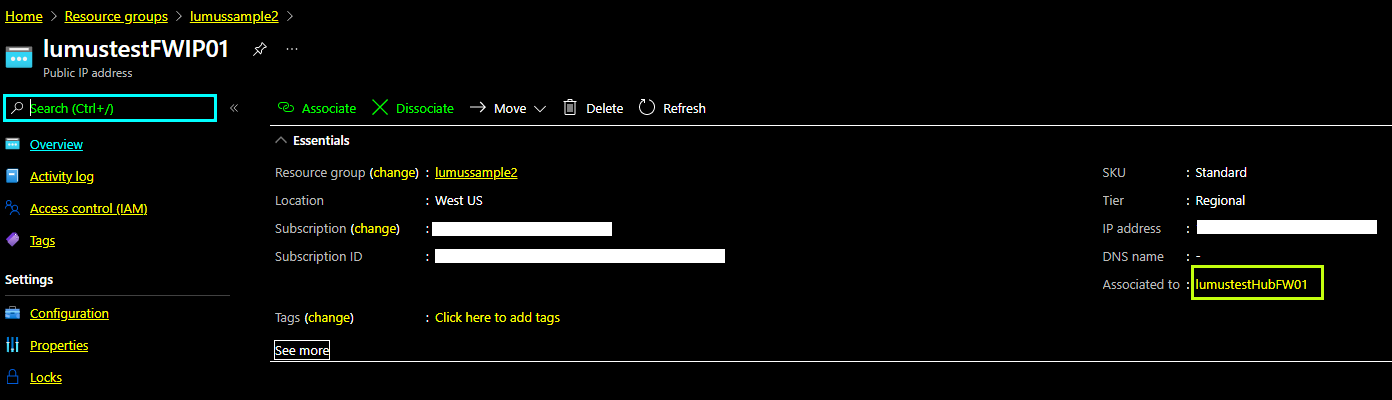 Home > Resource groups > lumussample2 >
lumustestFWIP01 ...
Public IP address
Search (Ctrl+/) «
Overview
Activity log
Access control (IAM)
Tags
Settings
Configuration
Properties
Locks
Associate Dissociate Move Delete Refresh
Essentials
Resource group (change) : lumussample2
Location : West US
Subscription (change) :
Subscription ID :
Tags (change) : Click here to add tags
See more
SKU : Standard
Tier : Regional
IP address :
DNS name : -
Associated to : lumustestHubFW01